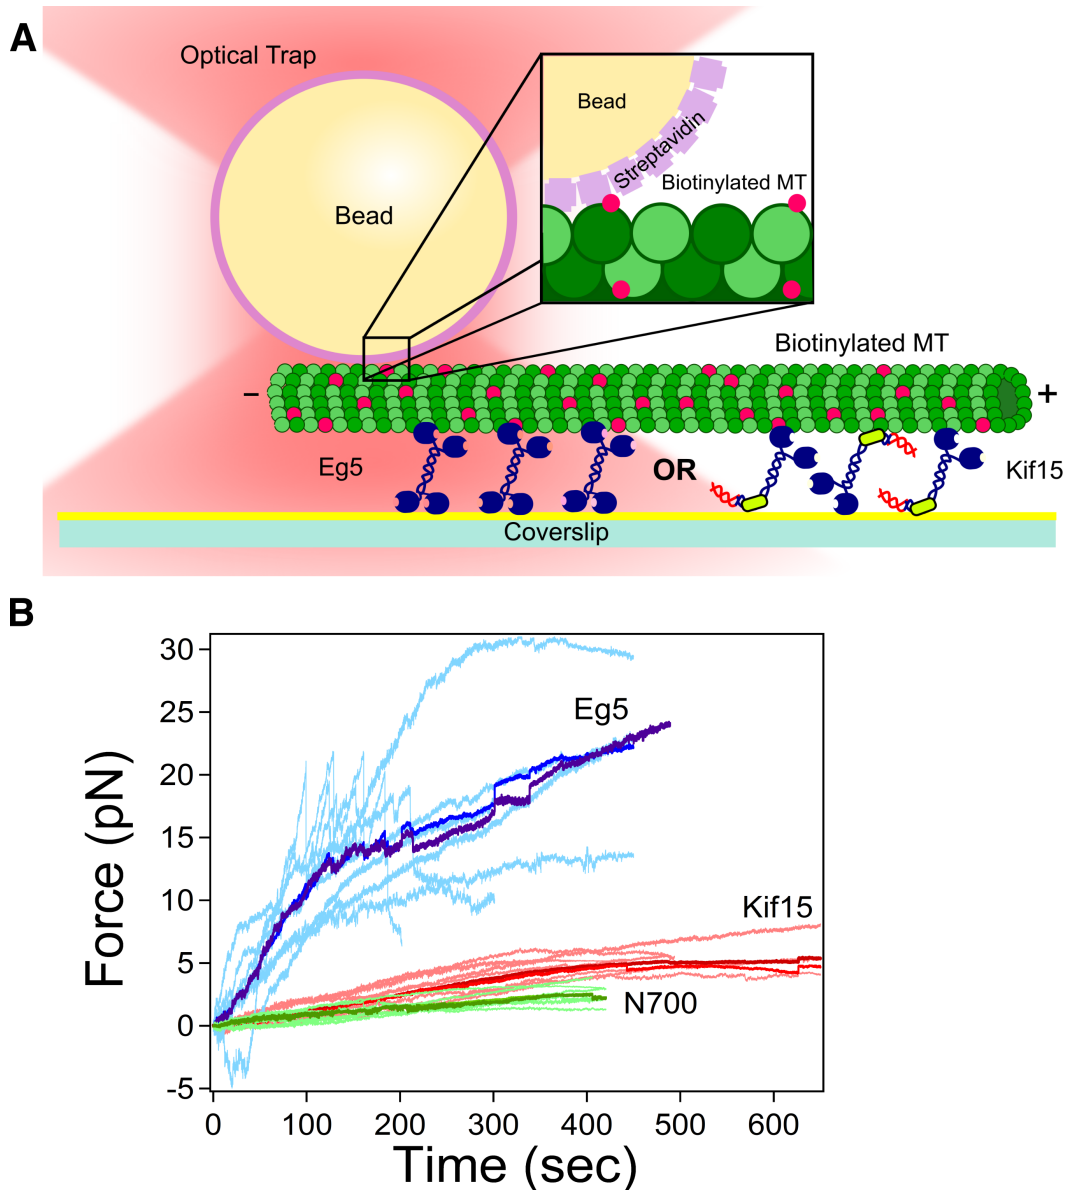 A
Optical Trap
Bead
Bead
Streptavidin
Biotinylated MT
Biotinylated MT
–
+
Eg5
OR
Kif15
Coverslip
B
Force (pN)
30
25
20
15
10
5
0
-5
Eg5
Kif15
N700
0 100 200 300 400 500 600
Time (sec)